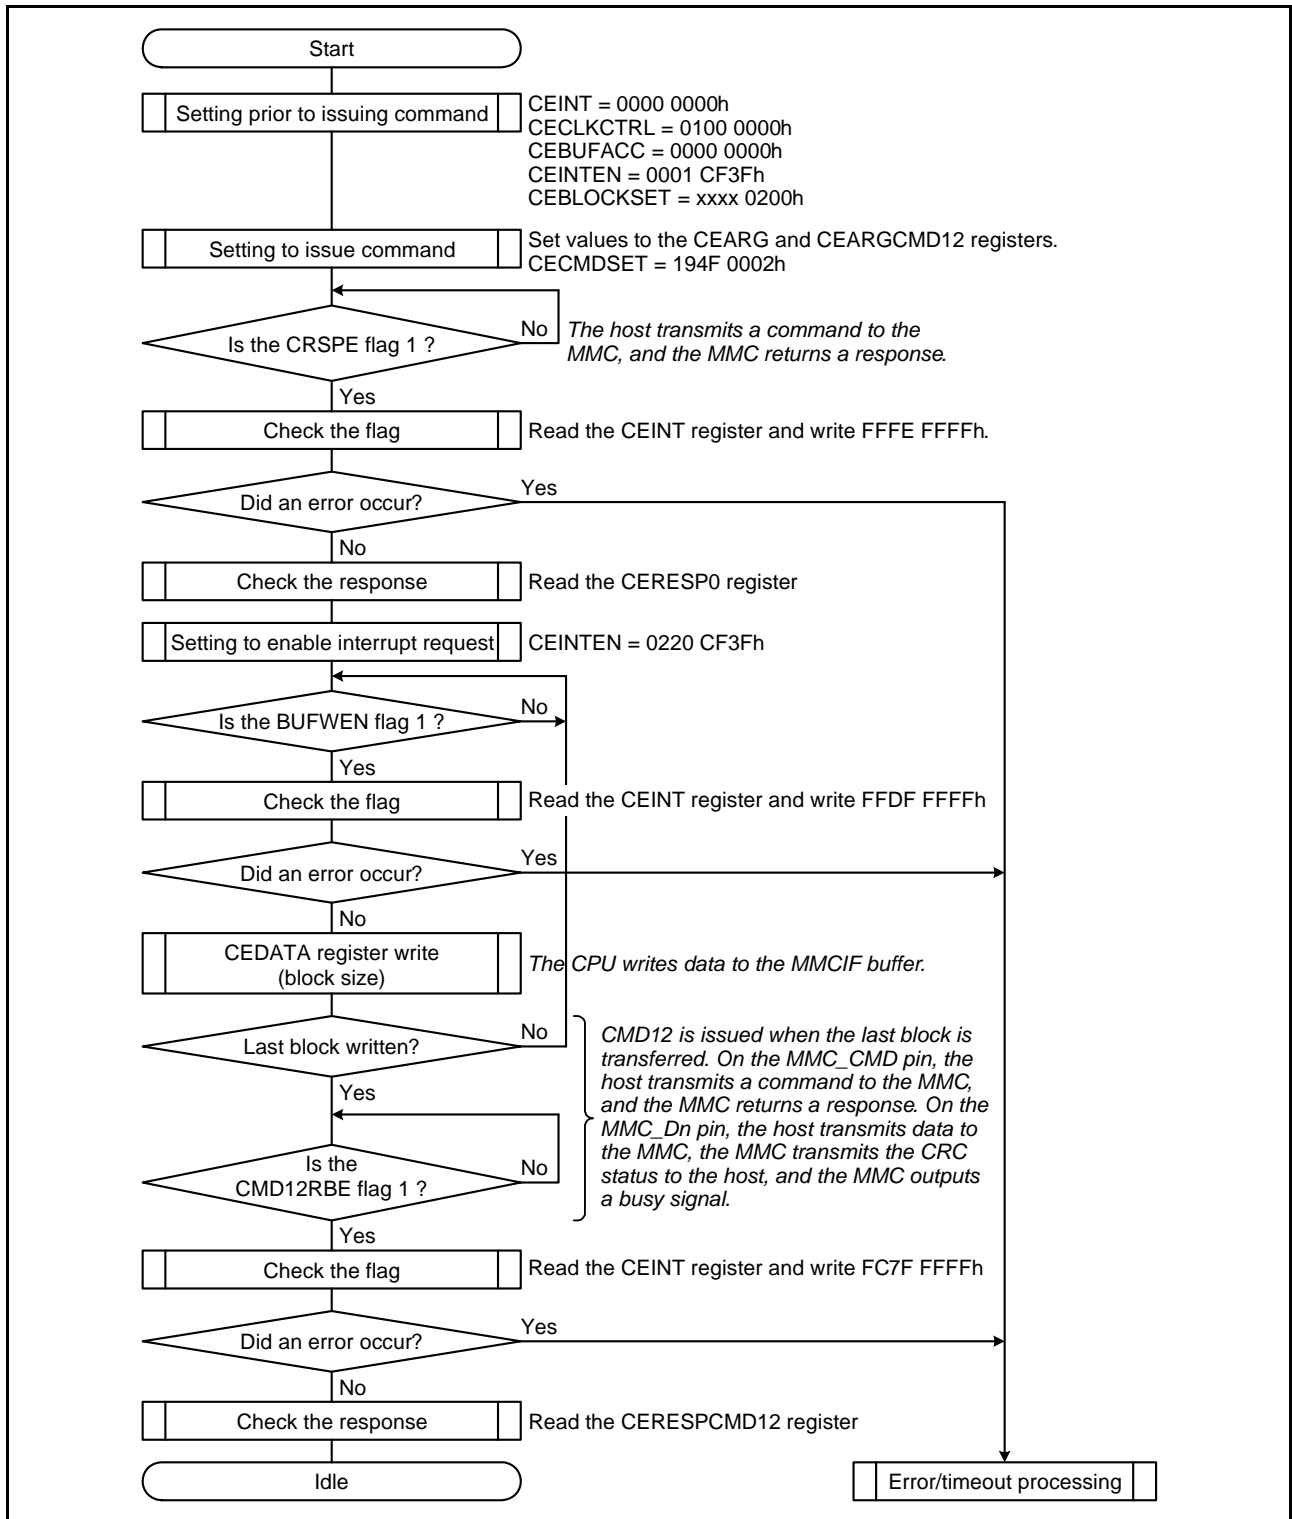 Start
Setting prior to issuing command
CEINT = 0000 0000h
CECLKCTRL = 0100 0000h
CEBUFACC = 0000 0000h
CEINTEN = 0001 CF3Fh
CEBLOCKSET = xxxx 0200h
Setting to issue command
Set values to the CEARG and CEARGCMD12 registers.
CECMDSET = 194F 0002h
Is the CRSPE flag 1 ?
No
The host transmits a command to the
MMC, and the MMC returns a response.
Yes
Check the flag
Read the CEINT register and write FFFE FFFFh.
Did an error occur?
Yes
No
Check the response
Read the CERESP0 register
Setting to enable interrupt request
CEINTEN = 0220 CF3Fh
Is the BUFWEN flag 1 ?
No
Yes
Check the flag
Read the CEINT register and write FFDF FFFFh
Did an error occur?
Yes
No
CEDATA register write
(block size)
The CPU writes data to the MMCIF buffer.
Last block written?
No
Yes
CMD12 is issued when the last block is
transferred. On the MMC_CMD pin, the
host transmits a command to the MMC,
and the MMC returns a response. On the
MMC_Dn pin, the host transmits data to
the MMC, the MMC transmits the CRC
status to the host, and the MMC outputs
a busy signal.
Is the
CMD12RBE flag 1 ?
No
Yes
Check the flag
Read the CEINT register and write FC7F FFFFh
Did an error occur?
Yes
No
Check the response
Read the CERESPCMD12 register
Idle
Error/timeout processing